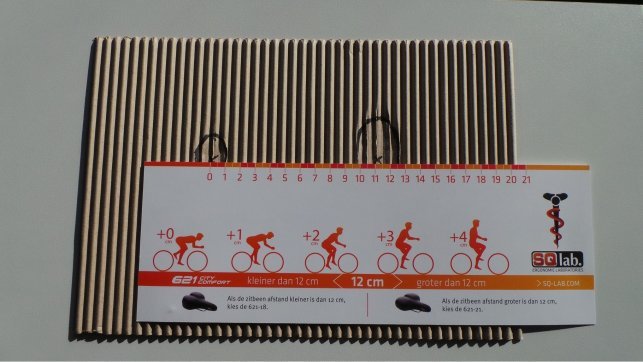 0 1 2 3 4 5 6 7 8 9 10 11 12 13 14 15 16 17 18 19 20 21
+0 cm +1 cm +2 cm +3 cm +4 cm
SQlab.
ERGONOMIC LABORATORIES
621 CITY COMFORT kleiner dan 12 cm < 12 cm > groter dan 12 cm > SQ-LAB.COM
Als de zitbeen afstand kleiner is dan 12 cm,
kies de 621-18.
Als de zitbeen afstand groter is dan 12 cm,
kies de 621-21.